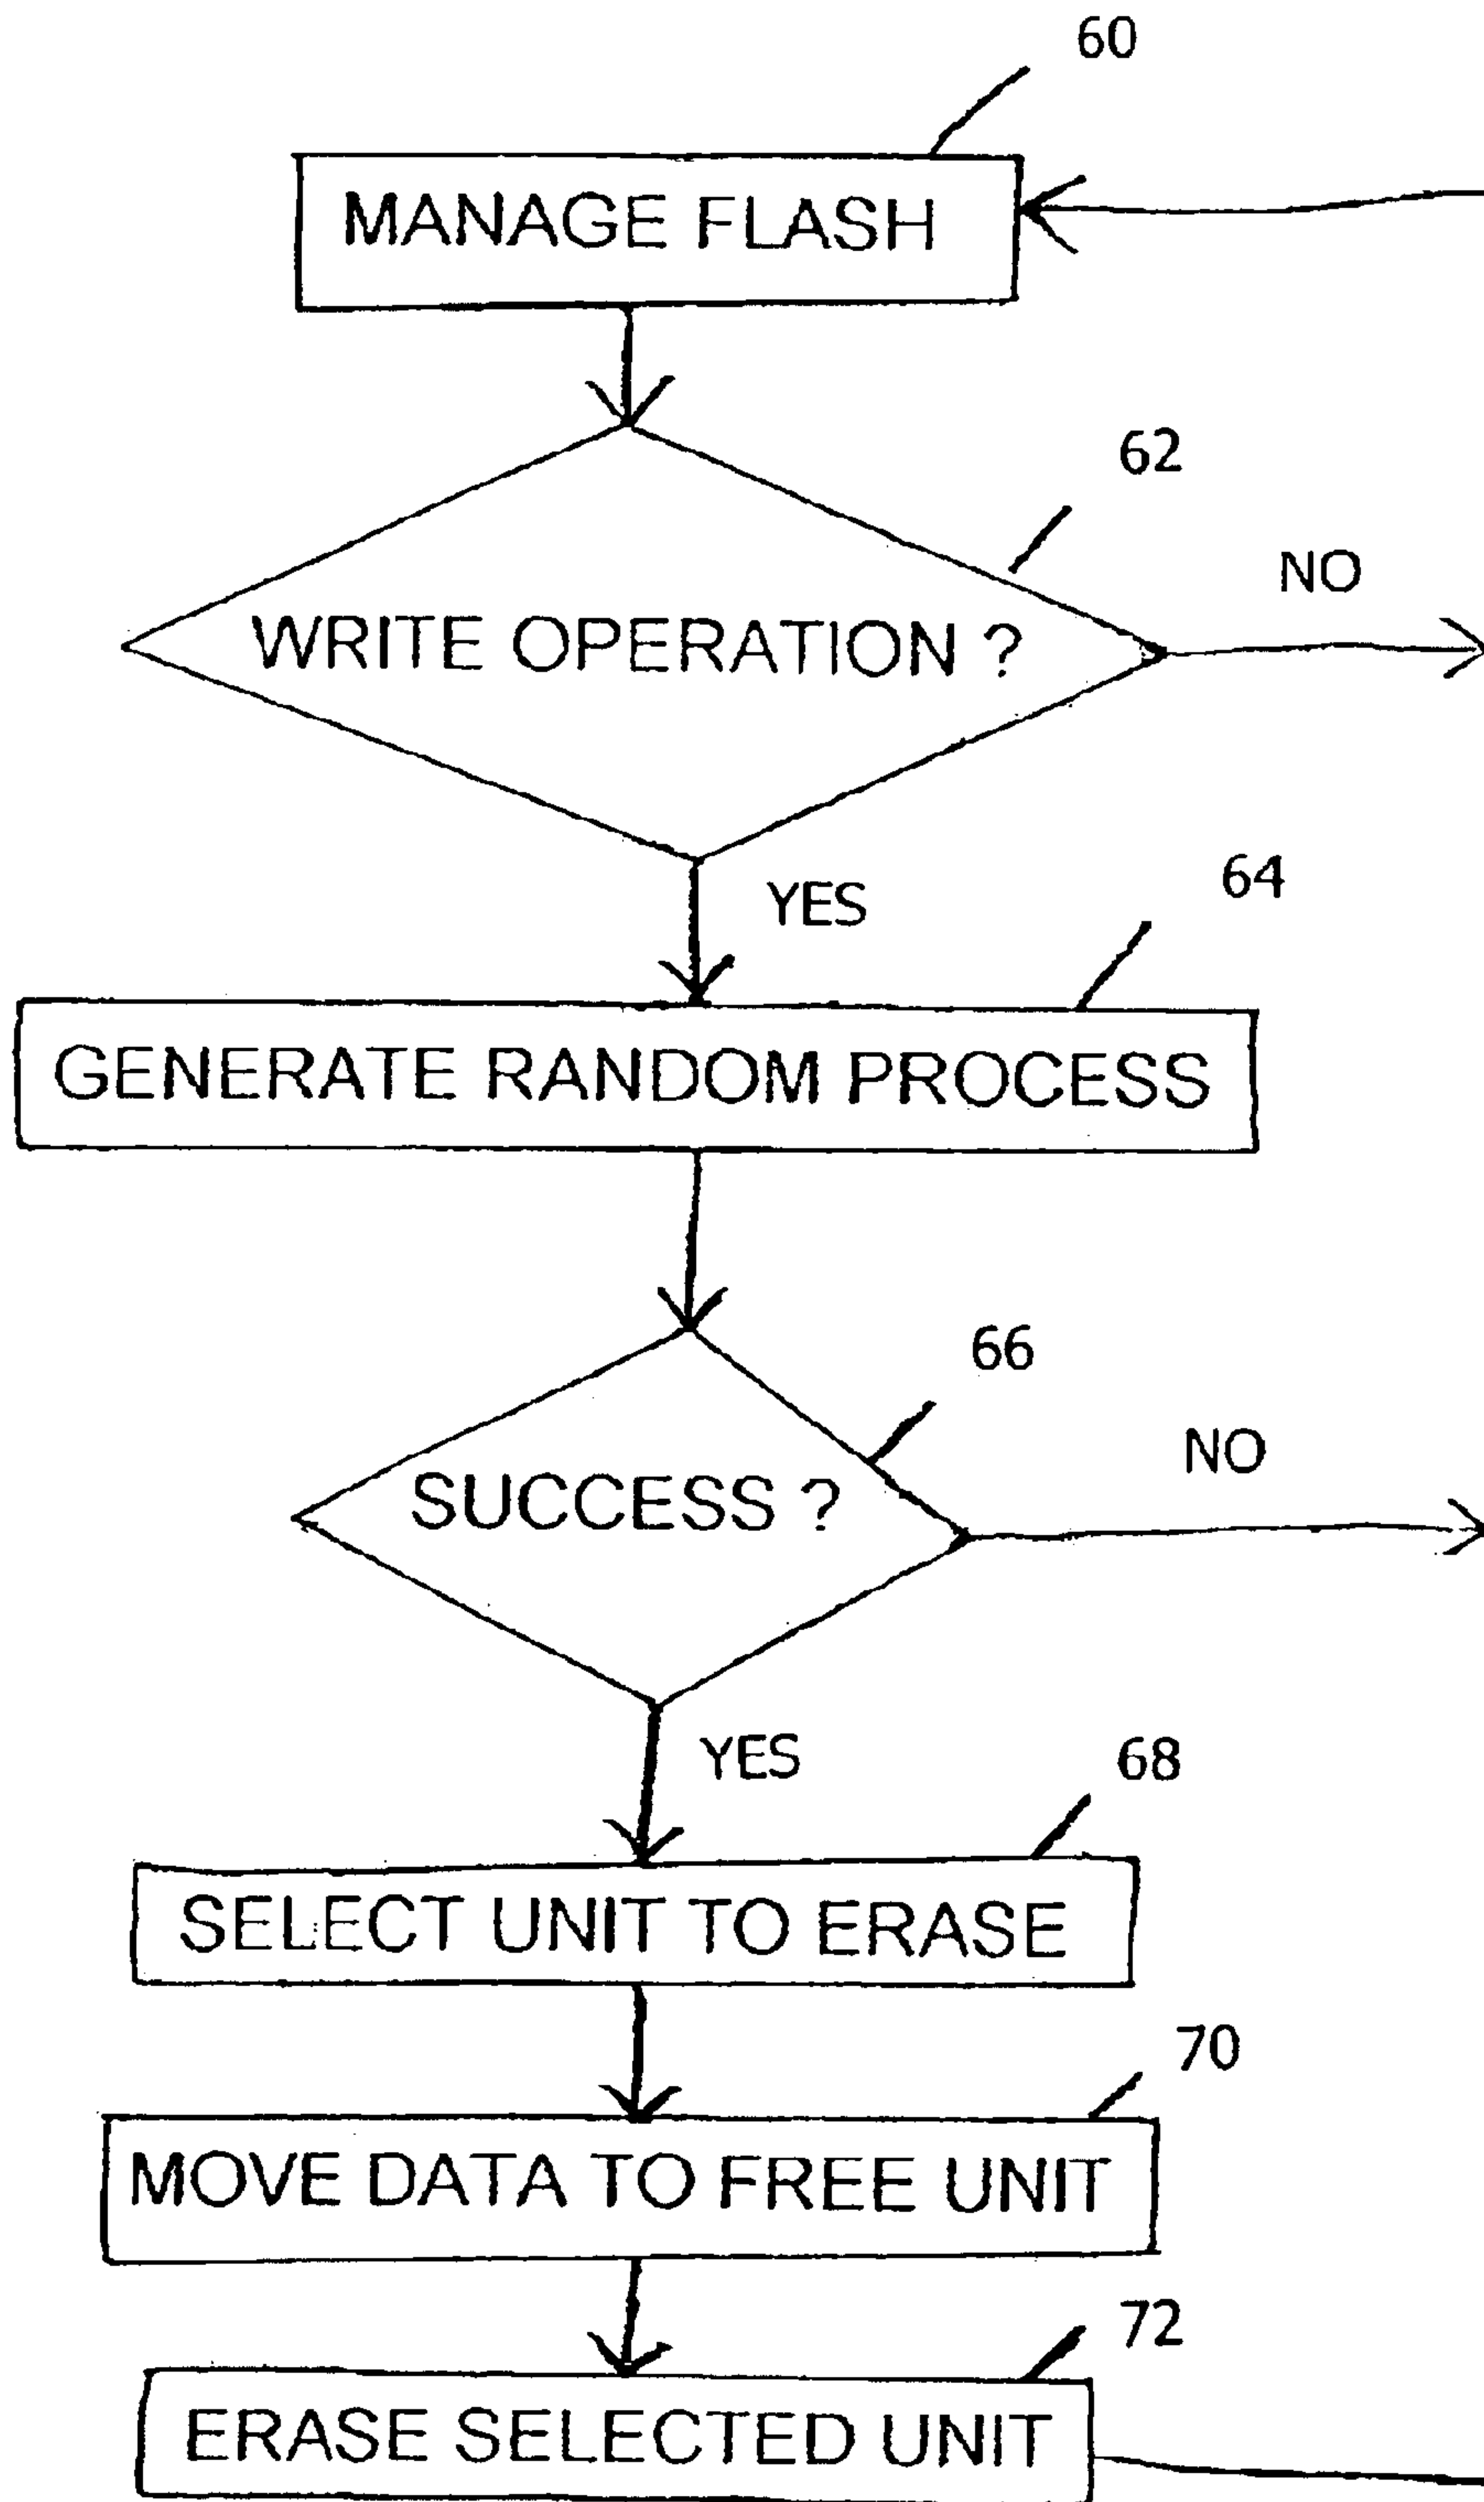 60
MANAGE FLASH
62
NO
WRITE OPERATION ?
YES
64
GENERATE RANDOM PROCESS
66
NO
SUCCESS ?
YES
68
SELECT UNIT TO ERASE
70
MOVE DATA TO FREE UNIT
72
ERASE SELECTED UNIT